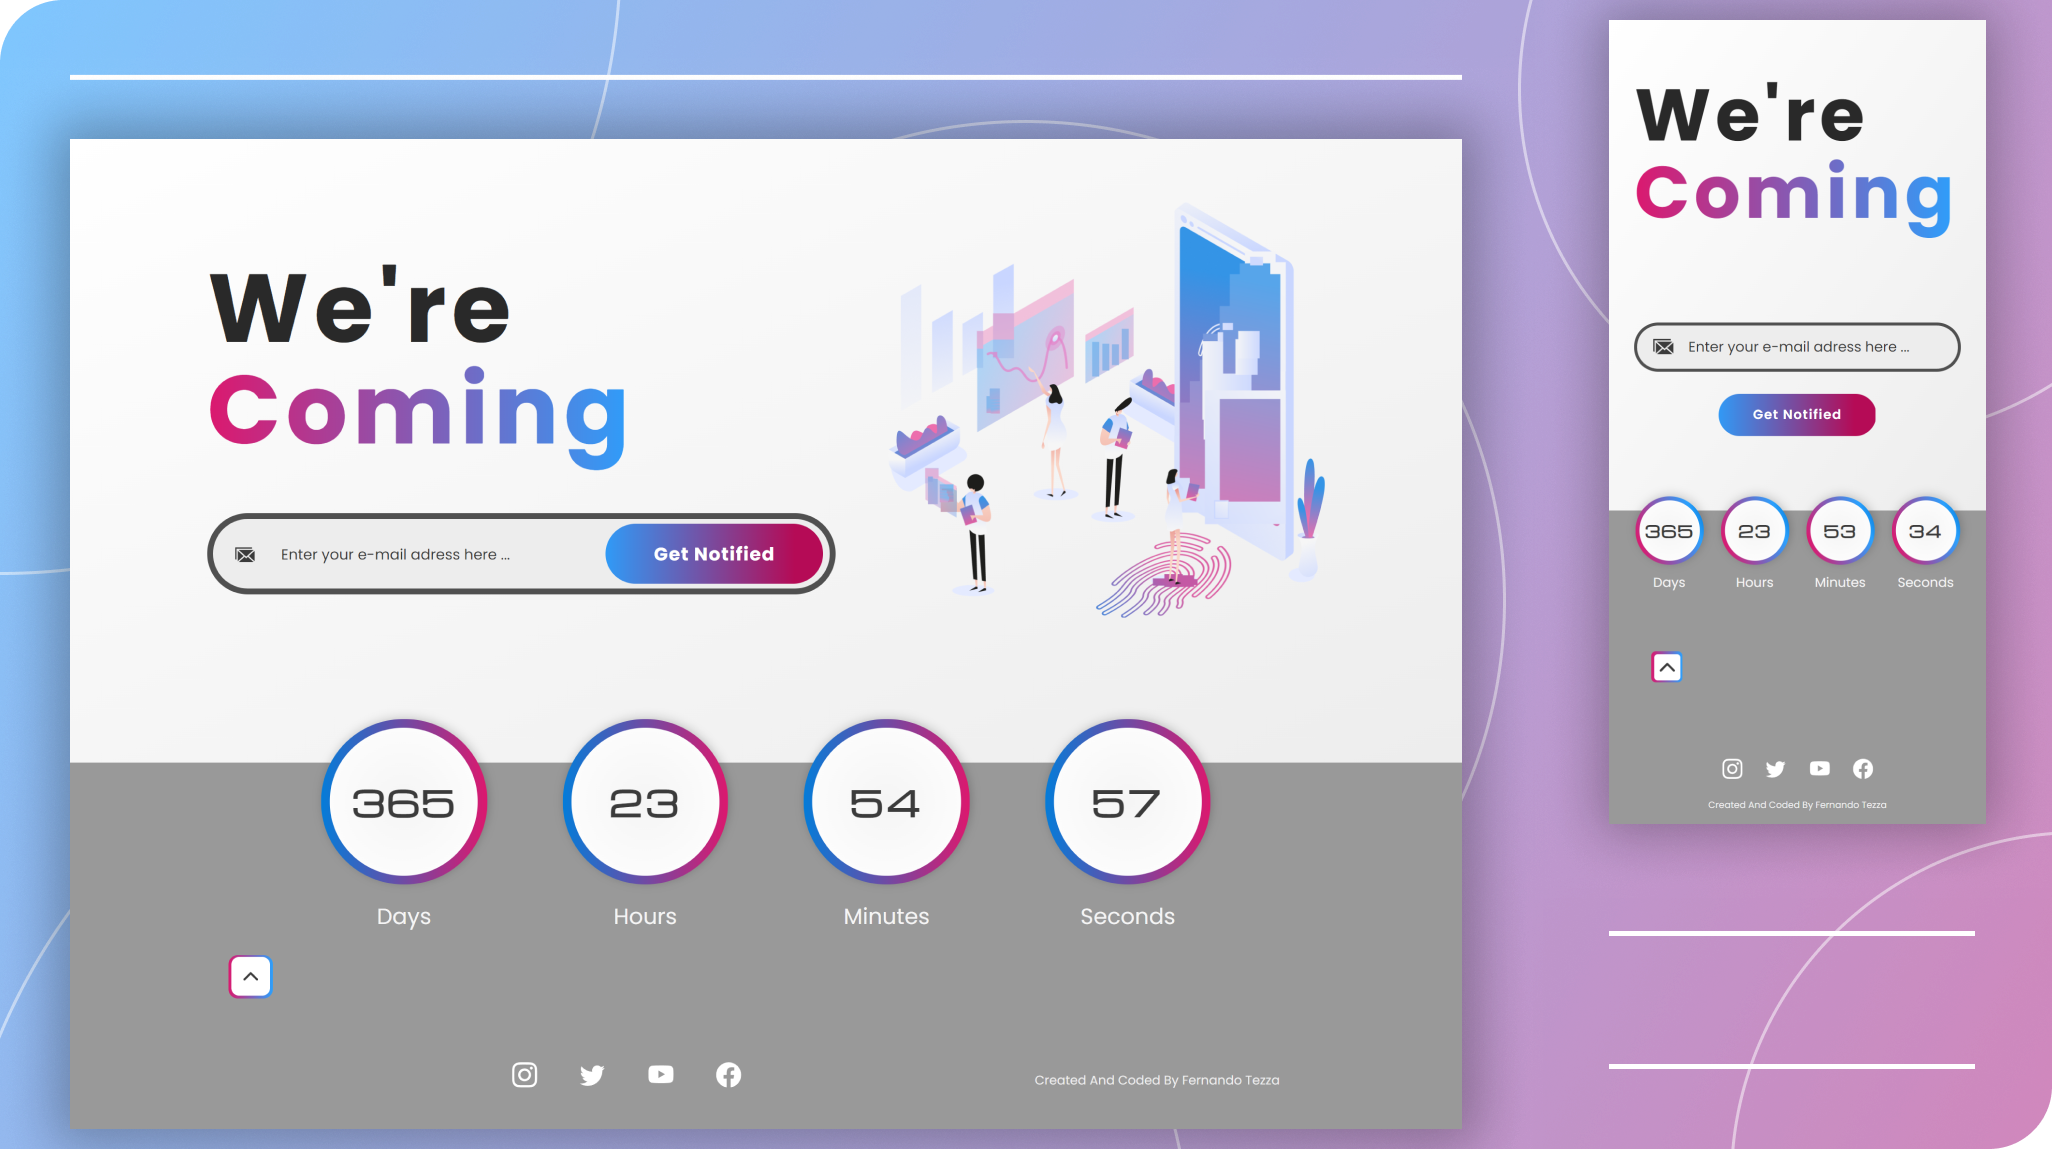 We're
Coming
Enter your e-mail adress here ...
Get Notified
365
23
54
57
Days
Hours
Minutes
Seconds
Created And Coded By Fernando Tezza
We're
Coming
Enter your e-mail adress here ...
Get Notified
365
23
53
34
Days
Hours
Minutes
Seconds
Created And Coded By Fernando Tezza